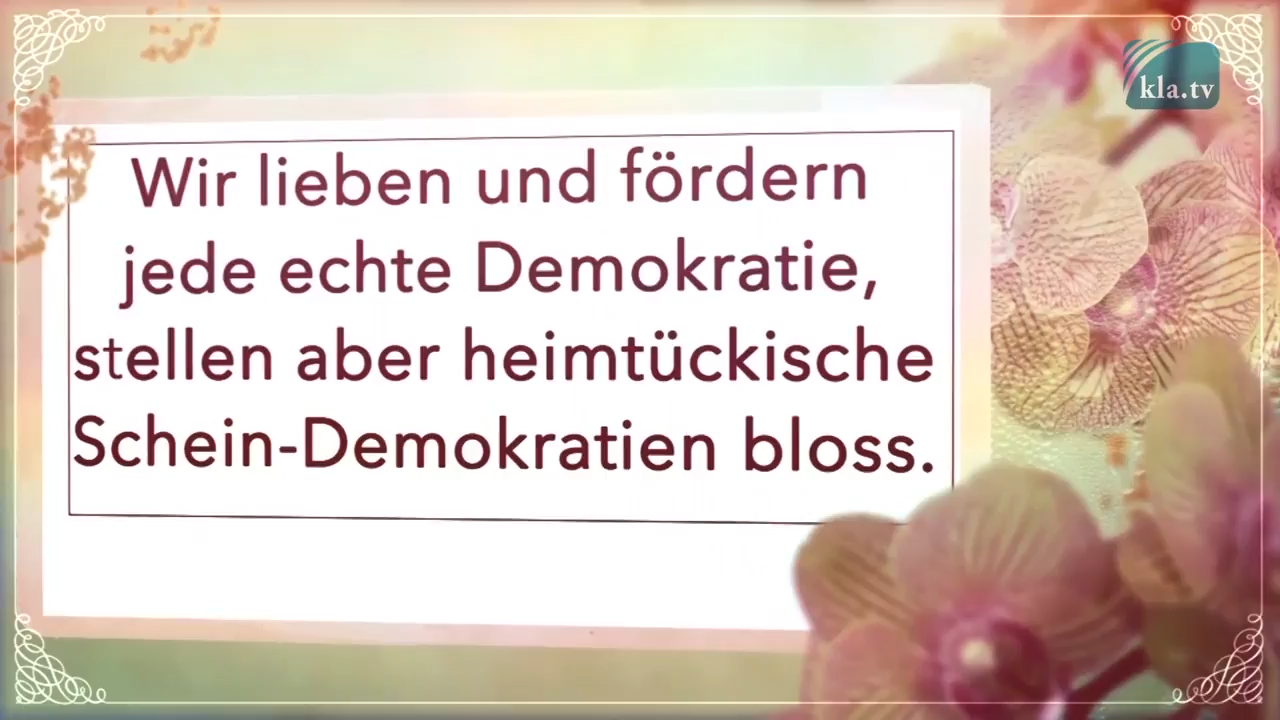 kla.tv
Wir lieben und fördern
jede echte Demokratie,
stellen aber heimtückische
Schein-Demokratien bloss.